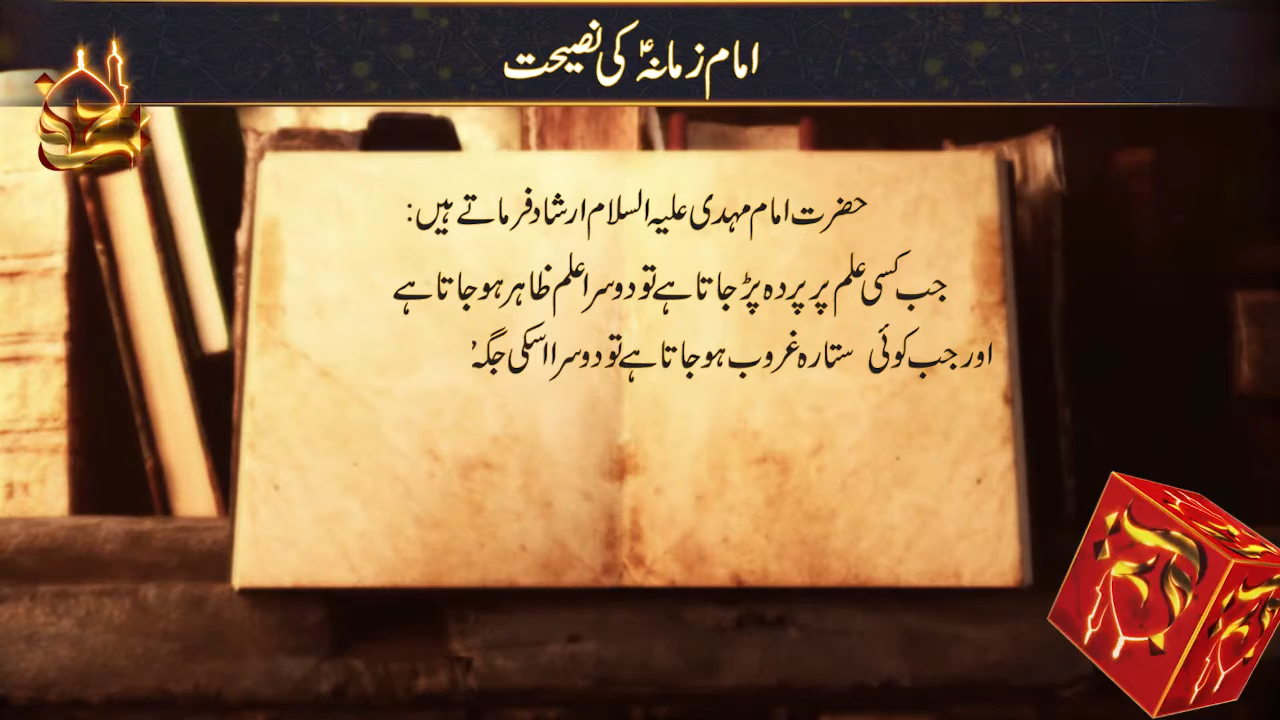 امام زمانہؑ کی نصیحت
حضرت امام مہدی علیہ السلام ارشاد فرماتے ہیں:
جب کسی علم پر پردہ پڑ جاتا ہے تو دوسرا علم ظاہر ہو جاتا ہے
اور جب کوئی ستارہ غروب ہو جاتا ہے تو دوسرا اسکی جگہ